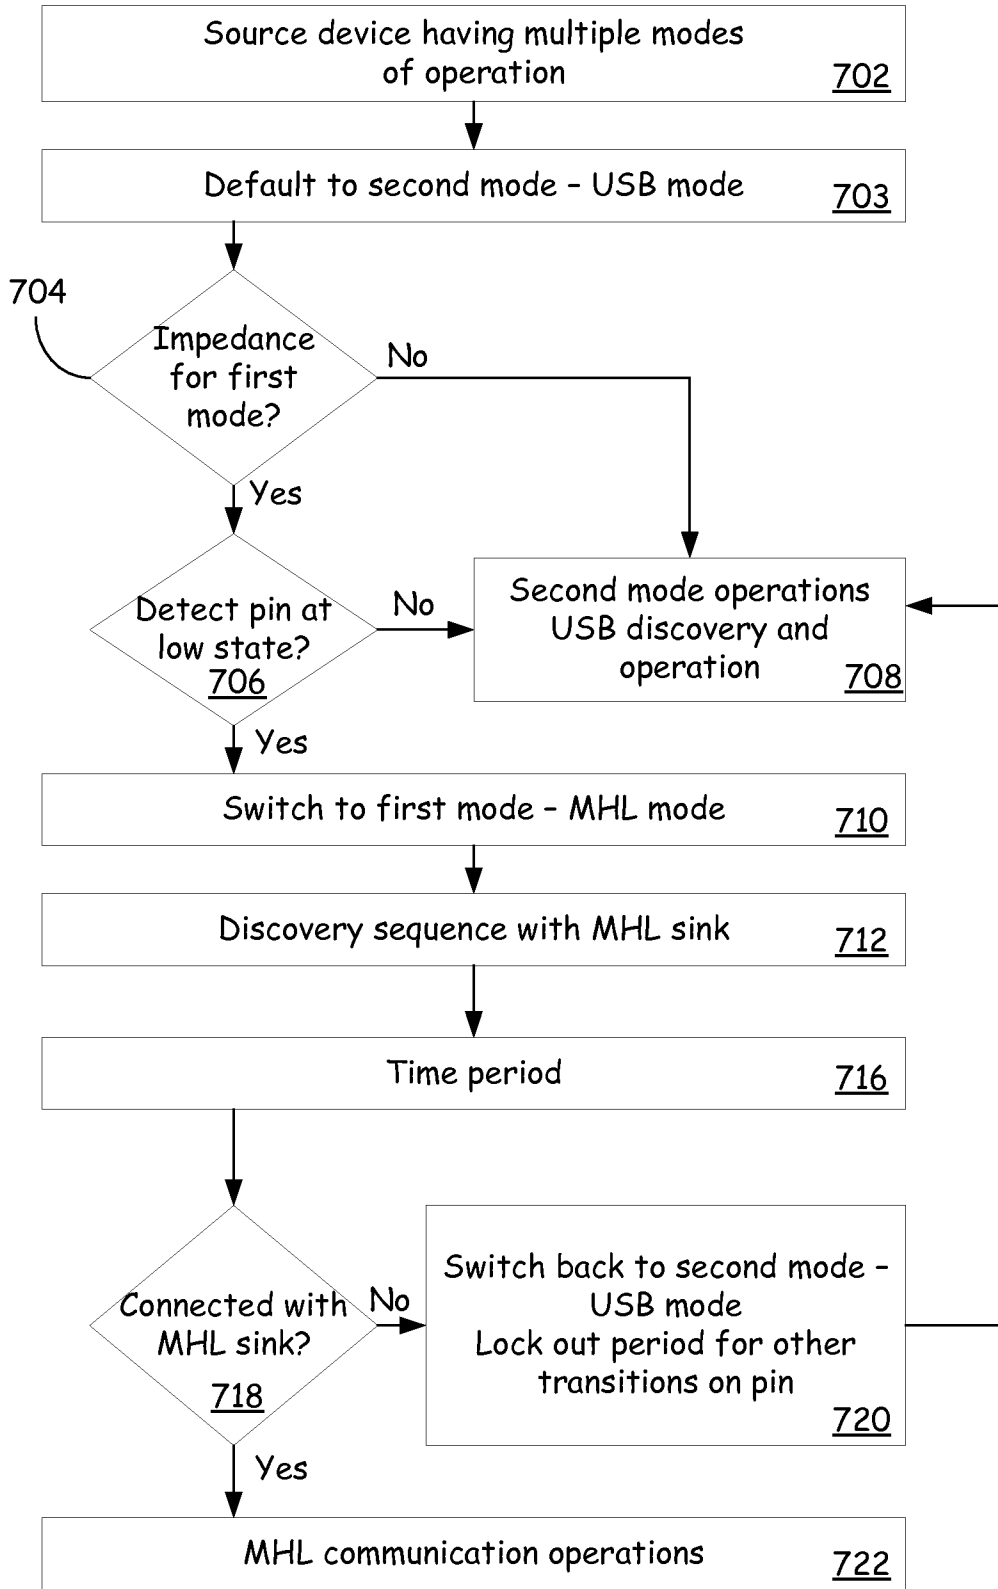 Source device having multiple modes
of operation
702
Default to second mode – USB mode
703
704
Impedance
for first
mode?
No
Yes
Detect pin at
low state?
706
No
Second mode operations
USB discovery and
operation
708
Yes
Switch to first mode – MHL mode
710
Discovery sequence with MHL sink
712
Time period
716
Connected with
MHL sink?
718
No
Switch back to second mode –
USB mode
Lock out period for other
transitions on pin
720
Yes
MHL communication operations
722